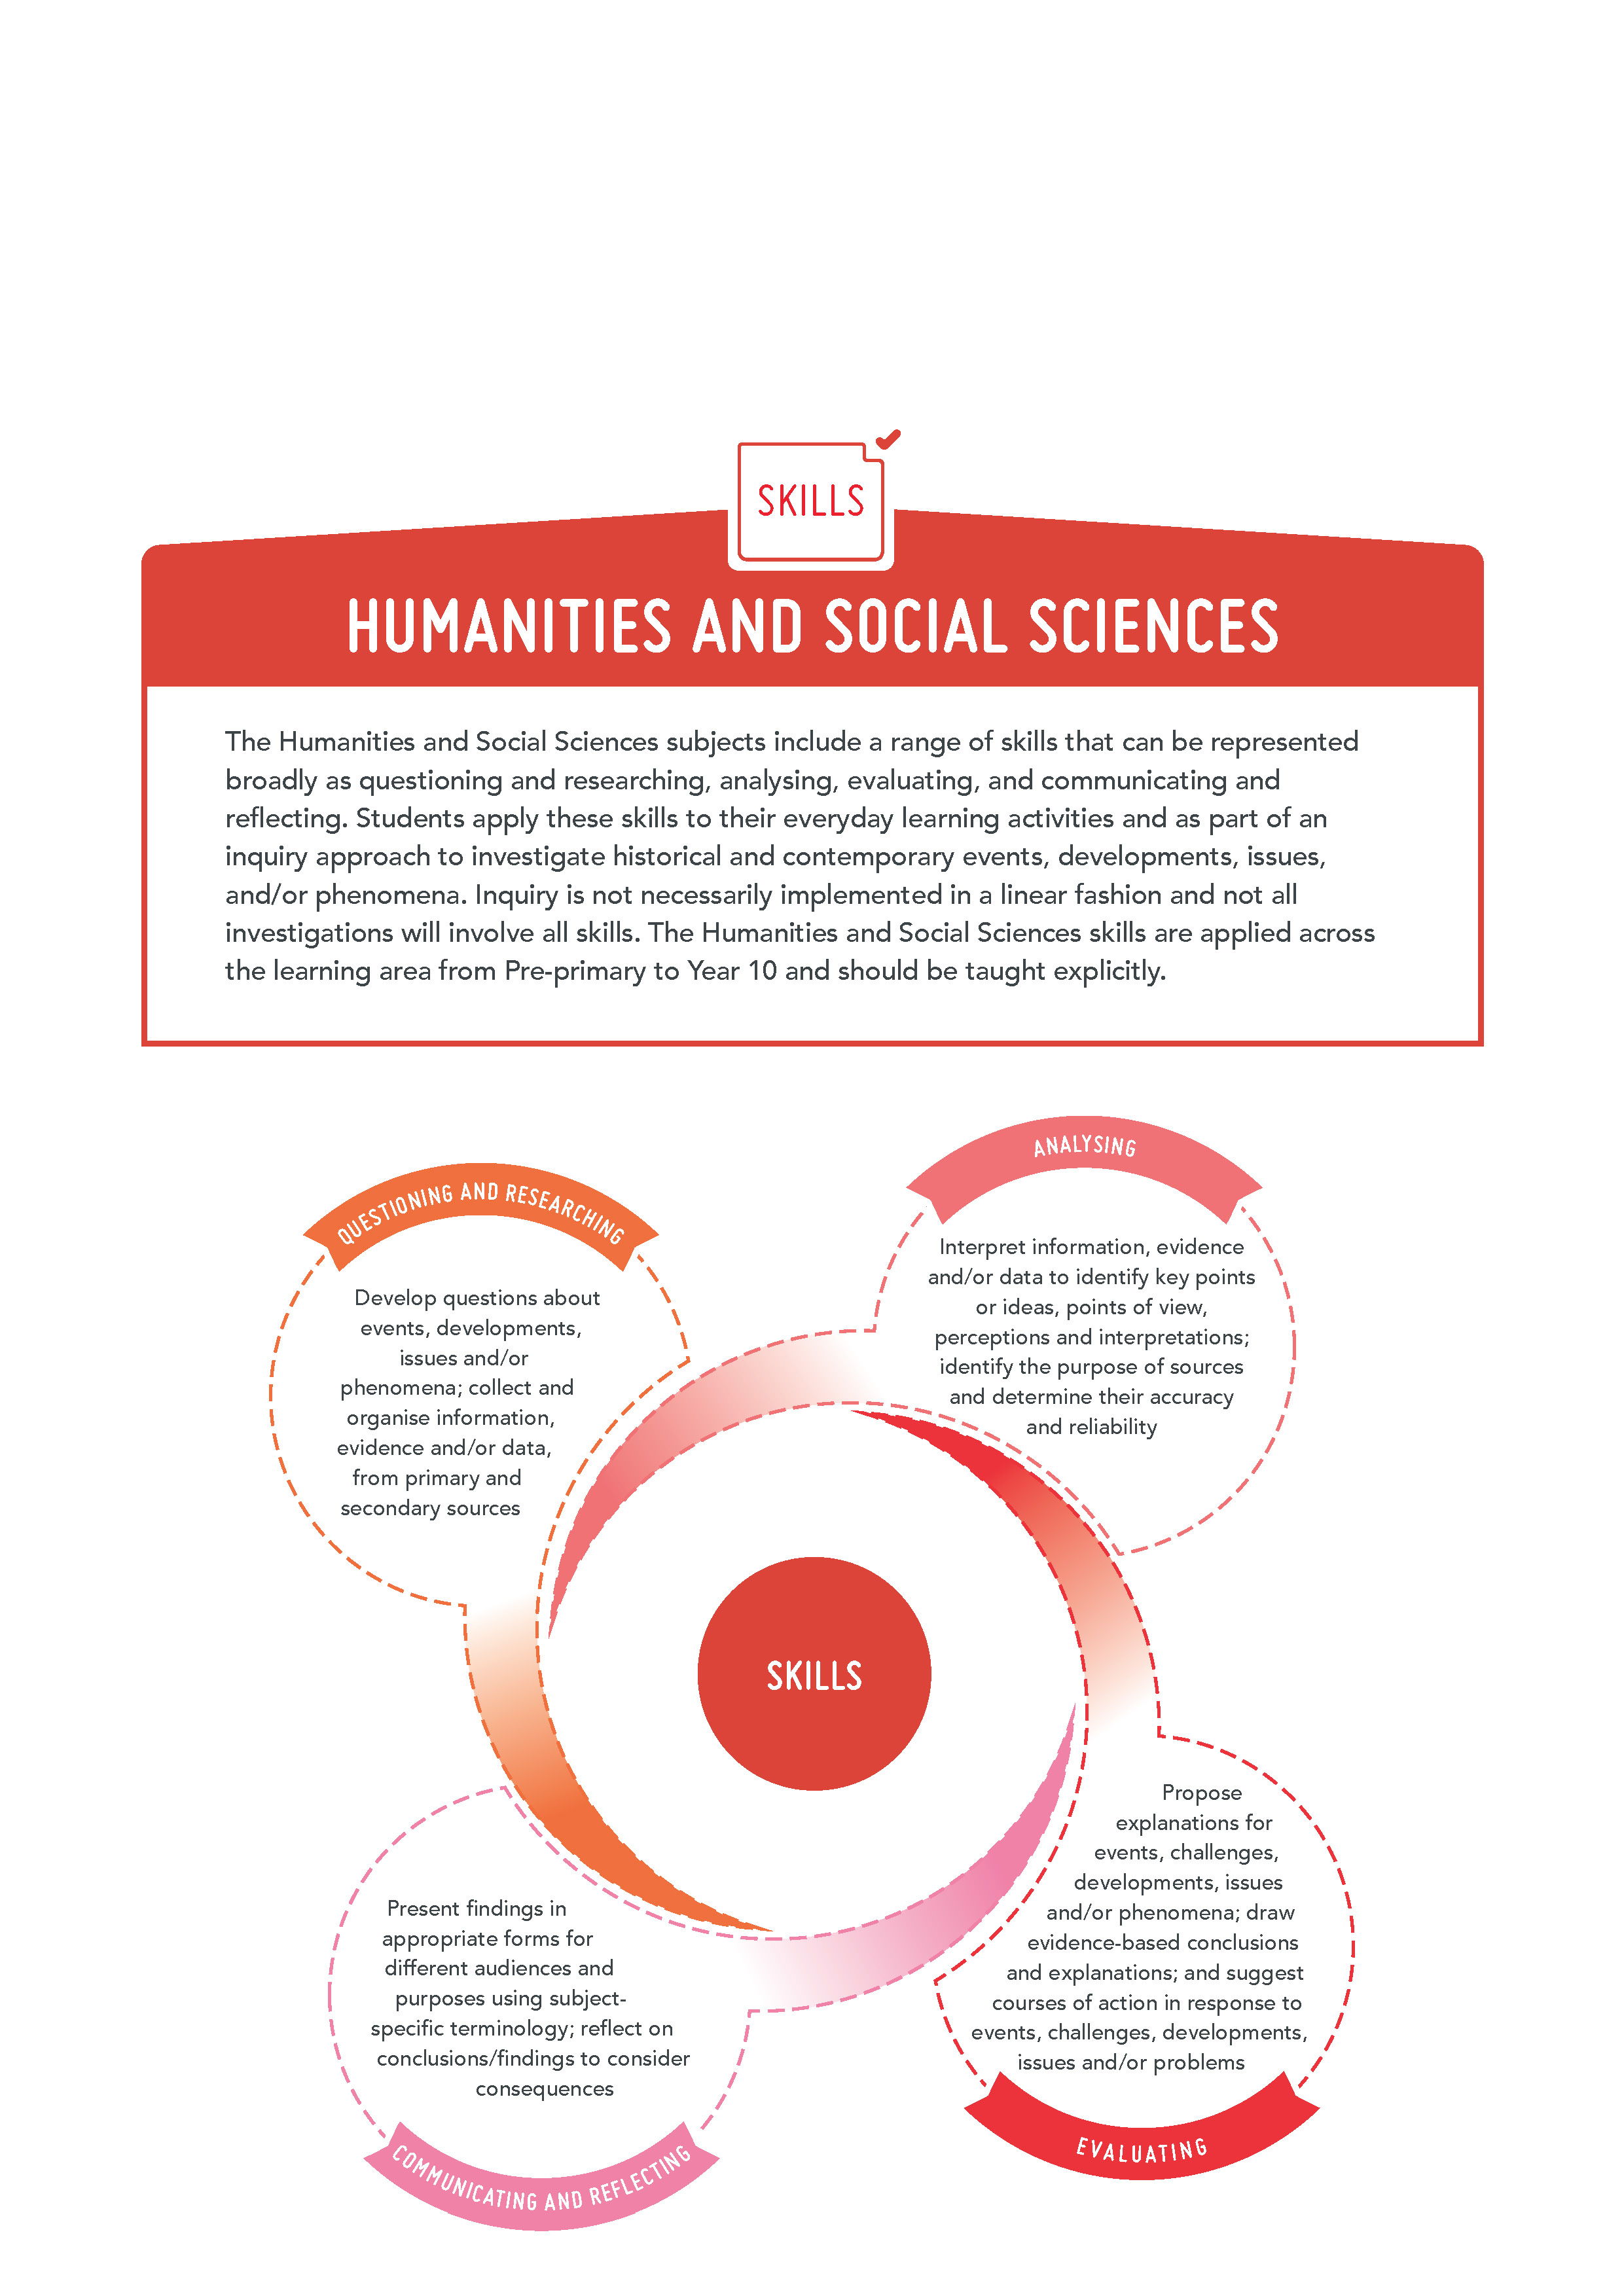 SKILLS
HUMANITIES AND SOCIAL SCIENCES
The Humanities and Social Sciences subjects include a range of skills that can be represented
broadly as questioning and researching, analysing, evaluating, and communicating and
reflecting. Students apply these skills to their everyday learning activities and as part of an
inquiry approach to investigate historical and contemporary events, developments, issues,
and/or phenomena. Inquiry is not necessarily implemented in a linear fashion and not all
investigations will involve all skills. The Humanities and Social Sciences skills are applied across
the learning area from Pre-primary to Year 10 and should be taught explicitly.
QUESTIONING AND RESEARCHING
Develop questions about
events, developments,
issues and/or
phenomena; collect and
organise information,
evidence and/or data,
from primary and
secondary sources
ANALYSING
Interpret information, evidence
and/or data to identify key points
or ideas, points of view,
perceptions and interpretations;
identify the purpose of sources
and determine their accuracy
and reliability
SKILLS
Propose
explanations for
events, challenges,
developments, issues
and/or phenomena; draw
evidence-based conclusions
and explanations; and suggest
courses of action in response to
events, challenges, developments,
issues and/or problems
EVALUATING
Present findings in
appropriate forms for
different audiences and
purposes using subject-
specific terminology; reflect on
conclusions/findings to consider
consequences
COMMUNICATING AND REFLECTING